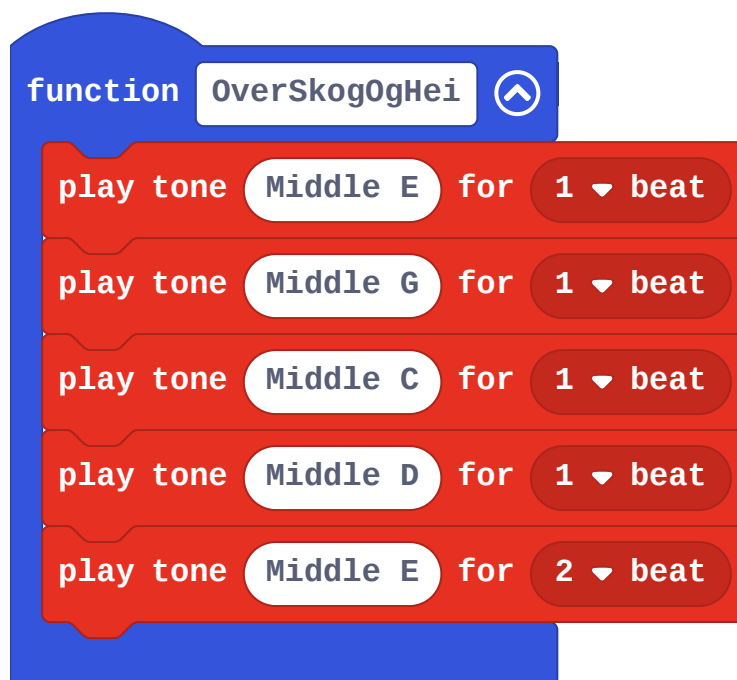 function OverSkogOgHei
play tone Middle E for 1 beat
play tone Middle G for 1 beat
play tone Middle C for 1 beat
play tone Middle D for 1 beat
play tone Middle E for 2 beat